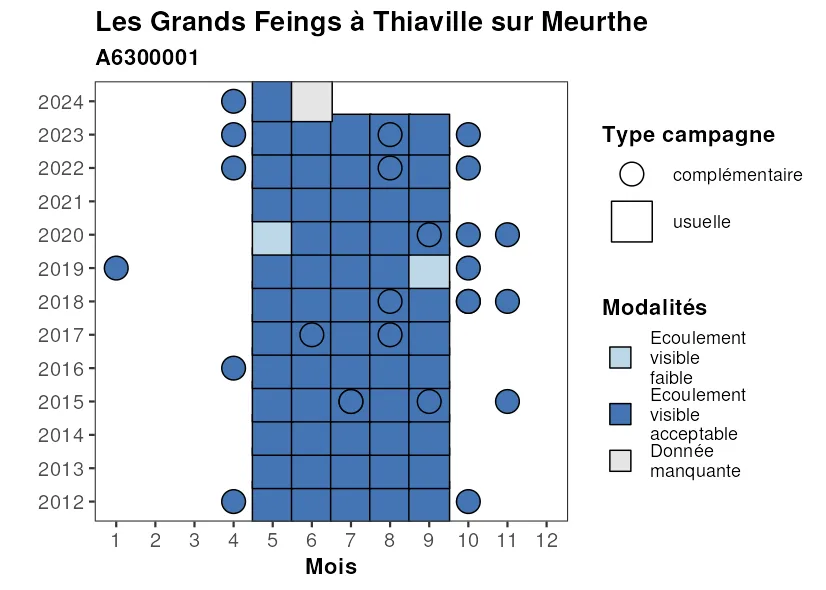 Les Grands Feings à Thiaville sur Meurthe
A6300001
2024
2023
2022
2021
2020
2019
2018
2017
2016
2015
2014
2013
2012
1 2 3 4 5 6 7 8 9 10 11 12
Mois
Type campagne
complémentaire
usuelle
Modalités
Ecoulement
visible
faible
Ecoulement
visible
acceptable
Donnée
manquante